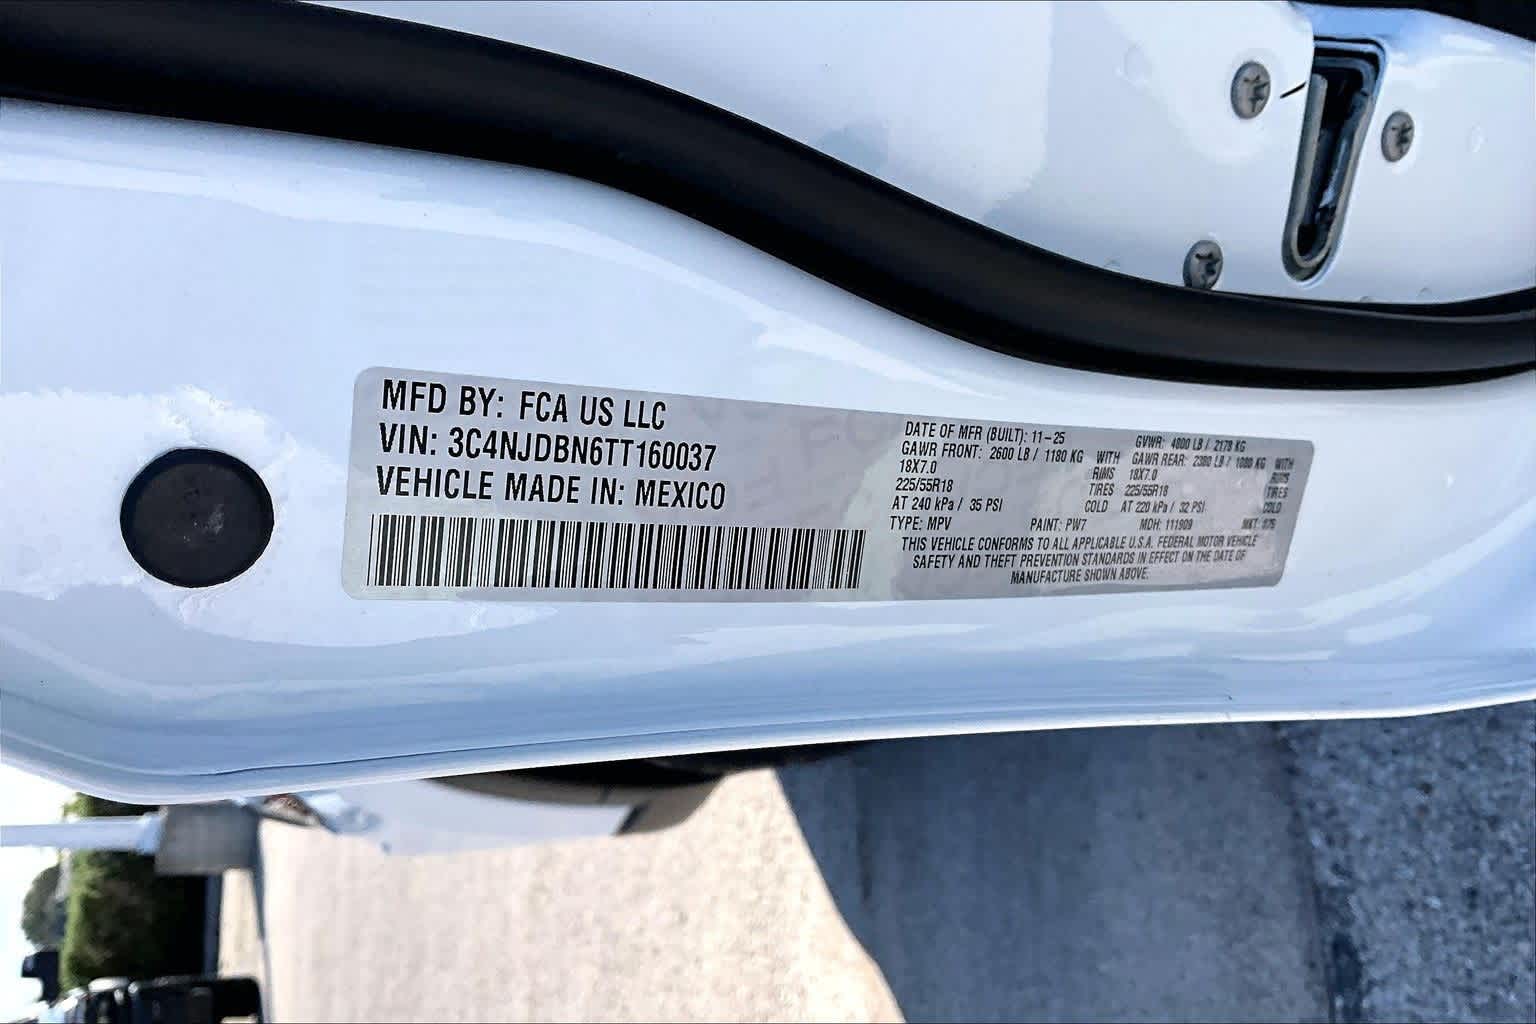 MFD BY: FCA US LLC
VIN: 3C4NJDBN6TT160037
VEHICLE MADE IN: MEXICO
DATE OF MFR (BUILT): 11-25 GVWR: 4800 LB / 2178 KG
GAWR FRONT: 2600 LB / 1180 KG WITH GAWR REAR: 2380 LB / 1080 KG WITH
18X7.0 RIMS 18X7.0 RIMS
225/55R18 TIRES 225/55R18 TIRES
AT 240 kPa / 35 PSI COLD AT 220 kPa / 32 PSI COLD
TYPE: MPV PAINT: PW7 MDH: 111909 MKT:
THIS VEHICLE CONFORMS TO ALL APPLICABLE U.S.A. FEDERAL MOTOR VEHICLE
SAFETY AND THEFT PREVENTION STANDARDS IN EFFECT ON THE DATE OF
MANUFACTURE SHOWN ABOVE.